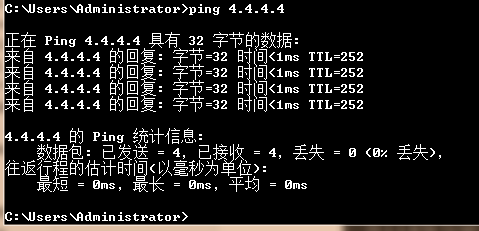 C:\Users\Administrator>ping 4.4.4.4
正在 Ping 4.4.4.4 具有 32 字节的数据:
来自 4.4.4.4 的回复: 字节=32 时间<1ms TTL=252
来自 4.4.4.4 的回复: 字节=32 时间<1ms TTL=252
来自 4.4.4.4 的回复: 字节=32 时间<1ms TTL=252
来自 4.4.4.4 的回复: 字节=32 时间<1ms TTL=252
4.4.4.4 的 Ping 统计信息:
数据包: 已发送 = 4, 已接收 = 4, 丢失 = 0 (0% 丢失),
往返行程的估计时间(以毫秒为单位):
最短 = 0ms, 最长 = 0ms, 平均 = 0ms
C:\Users\Administrator>